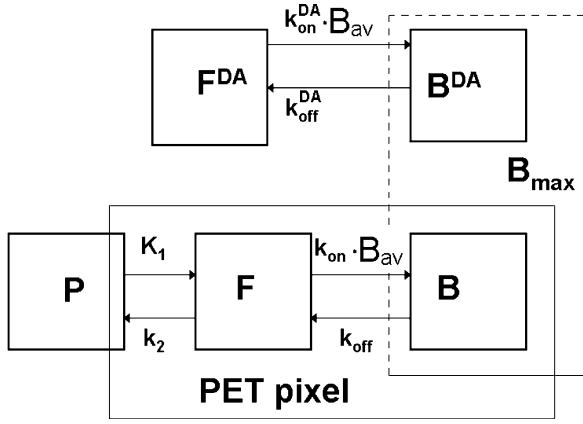 k_on^DA · B_av
F^DA
B^DA
k_off^DA
B_max
K_1
k_on · B_av
P
F
B
k_2
k_off
PET pixel